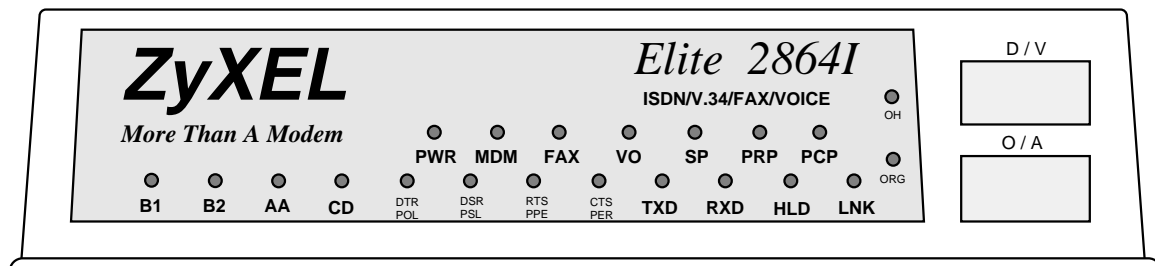 ZyXEL
Elite 2864I
D / V
ISDN/V.34/FAX/VOICE
OH
More Than A Modem
O / A
PWR MDM FAX VO SP PRP PCP
ORG
B1 B2 AA CD DTR DSR RTS CTS TXD RXD HLD LNK
POL PSL PPE PER